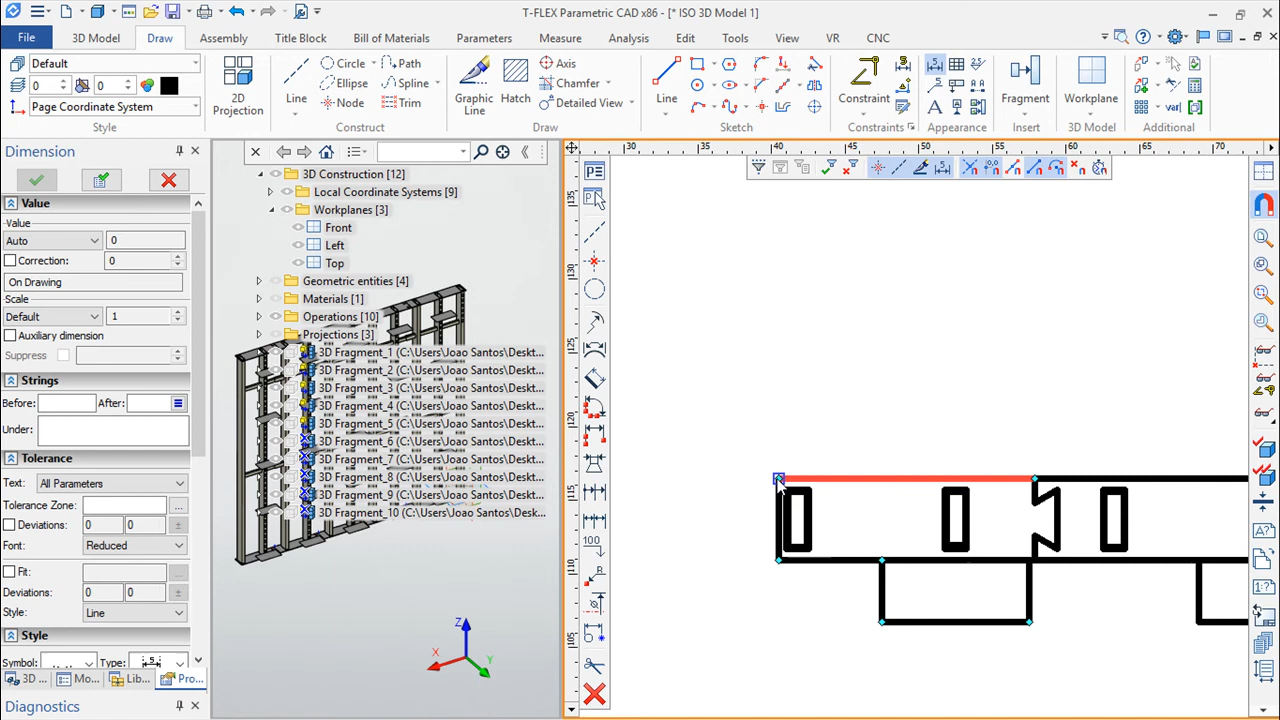 T-FLEX Parametric CAD x86 - [* ISO 3D Model 1]
File
3D Model
Draw
Assembly
Title Block
Bill of Materials
Parameters
Measure
Analysis
Edit
Tools
View
VR
CNC
Default
0
0
Page Coordinate System
Style
2D Projection
Line
Circle
Path
Ellipse
Spline
Node
Trim
Construct
Graphic Line
Hatch
Axis
Chamfer
Detailed View
Draw
Line
Sketch
Constraint
Constraints
Appearance
Fragment
Insert
Workplane
3D Model
Additional
Dimension
Value
Value
Auto
0
Correction:
0
On Drawing
Scale
Default
1
Auxiliary dimension
Suppress
Strings
Before:
After:
Under:
Tolerance
Text: All Parameters
Tolerance Zone:
Deviations: 0 0
Font: Reduced
Fit:
Deviations: 0 0
Style: Line
Style
Symbol:
Type:
3D ...
Mo...
Lib...
Pro...
Diagnostics
3D Construction [12]
Local Coordinate Systems [9]
Workplanes [3]
Front
Left
Top
Geometric entities [4]
Materials [1]
Operations [10]
Projections [3]
3D Fragment_1 (C:\Users\Joao Santos\Deskt...
3D Fragment_2 (C:\Users\Joao Santos\Deskt...
3D Fragment_3 (C:\Users\Joao Santos\Deskt...
3D Fragment_4 (C:\Users\Joao Santos\Deskt...
3D Fragment_5 (C:\Users\Joao Santos\Deskt...
3D Fragment_6 (C:\Users\Joao Santos\Deskt...
3D Fragment_7 (C:\Users\Joao Santos\Deskt...
3D Fragment_8 (C:\Users\Joao Santos\Deskt...
3D Fragment_9 (C:\Users\Joao Santos\Deskt...
3D Fragment_10 (C:\Users\Joao Santos\Desk...
Z
X
Y
30 35 40 45 50 55 60 65 70
135
130
125
120
115
110
105
100